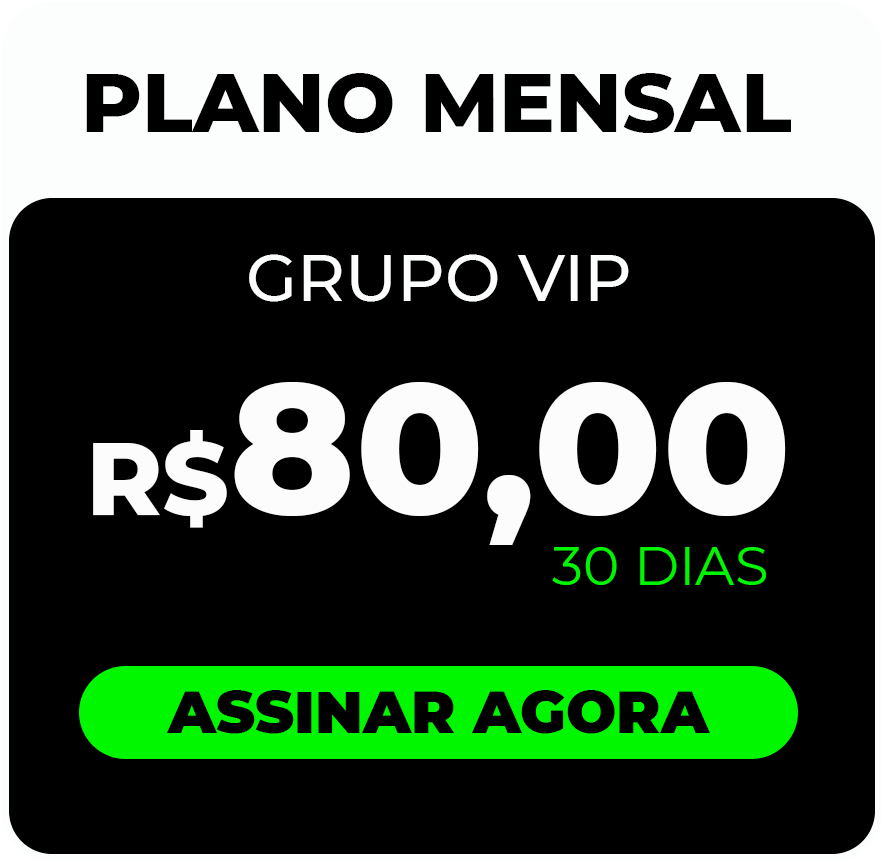 PLANO MENSAL
GRUPO VIP
R$80,00
30 DIAS
ASSINAR AGORA